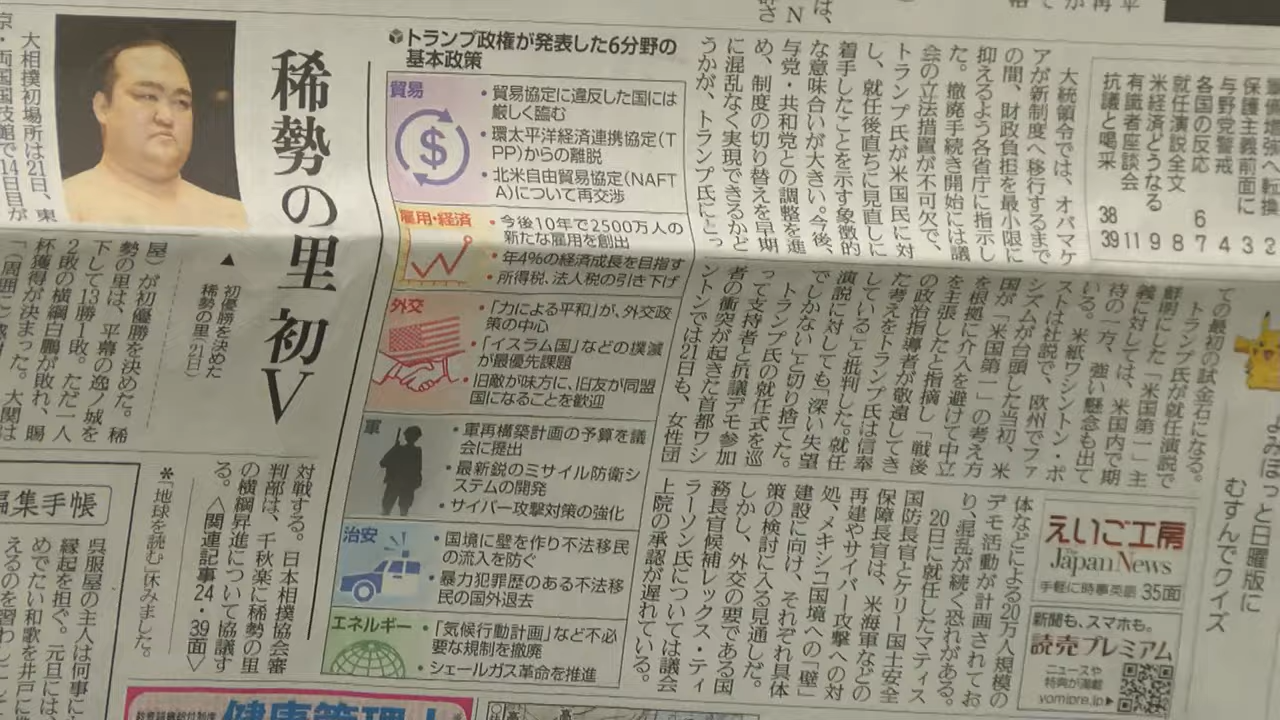 軍備増強へ転換 2
保護主義前面に 3
与野党警戒 4
各国の反応 6 7
就任演説全文 8
米経済どうなる 9
有識者座談会 11
抗議と喝采 38 39
大統領令では、オバマケ
アが新制度へ移行するまで
の間、財政負担を最小限に
抑えるよう各省庁に指示し
た。撤廃手続き開始には議
会の立法措置が不可欠で、
トランプ氏が米国民に対
し、就任後直ちに見直しに
着手したことを示す象徴的
な意味合いが大きい。今後、
与党・共和党との調整を進
め、制度の切り替えを早期
に混乱なく実現できるかど
うかが、トランプ氏にとっ
ての最初の試金石になる。
トランプ氏が就任演説で
鮮明にした「米国第一」主
義に対しては、米国内で期
待の一方、強い懸念も出て
いる。米紙ワシントン・ポ
ストは社説で、欧州でファ
シズムが台頭した当初、米
国が「米国第一」の考え方
を根拠に介入を避けて中立
を主張したと指摘し「戦後
の政治指導者が敬遠してき
た考えをトランプ氏は信奉
している」と批判した。就任
演説に対しても「深い失望
でしかない」と切り捨てた。
トランプ氏の就任式を巡
って支持者と抗議デモ参加
者の衝突が起きた首都ワシ
ントンでは21日も、女性団
体などによる20万人規模の
デモ活動が計画されてお
り、混乱が続く恐れがある。
20日に就任したマティス
国防長官とケリー国土安全
保障長官は、米海軍などの
再建やサイバー攻撃への対
処、メキシコ国境への「壁」
建設に向け、それぞれ具体
策の検討に入る見通しだ。
しかし、外交の要である国
務長官候補レックス・ティ
ラーソン氏については議会
上院の承認が遅れている。
トランプ政権が発表した6分野の
基本政策
貿易
• 貿易協定に違反した国には
厳しく臨む
• 環太平洋経済連携協定(T
PP)からの離脱
• 北米自由貿易協定(NAFT
A)について再交渉
$
雇用・経済
• 今後10年で2500万人の
新たな雇用を創出
• 年4%の経済成長を目指す
• 所得税、法人税の引き下げ
外交
• 「力による平和」が、外交政
策の中心
• 「イスラム国」などの撲滅
が最優先課題
• 旧敵が味方に、旧友が同盟
国になることを歓迎
軍
• 軍再構築計画の予算を議
会に提出
• 最新鋭のミサイル防衛シ
ステムの開発
• サイバー攻撃対策の強化
治安
• 国境に壁を作り不法移民
の流入を防ぐ
• 暴力犯罪歴のある不法移
民の国外退去
エネルギー
• 「気候行動計画」など不必
要な規制を撤廃
• シェールガス革命を推進
稀勢の里 初V
▲初優勝を決めた
稀勢の里(21日)
大相撲初場所は21日、東
京・両国国技館で14日目が
屋)が初優勝を決めた。稀
勢の里は、平幕の逸ノ城を
下して13勝1敗。ただ一人
2敗の横綱白鵬が敗れ、賜
杯獲得が決まった。大関は
対戦する。日本相撲協会審
判部は、千秋楽に稀勢の里
の横綱昇進について協議す
る。〈関連記事24・39面〉
*「地球を読む」休みました。
編集手帳
呉服屋の主人は何事に
縁起を担ぐ。元旦には
めでたい和歌を井戸に
えるのを習わし
よみほっと日曜版に
むすんでクイズ
えいご工房
The Japan News
手軽に時事英語 35面
新聞も、スマホも。
読売プレミアム
ニュースや
特典が満載
yomipre.jp▶
健康管理